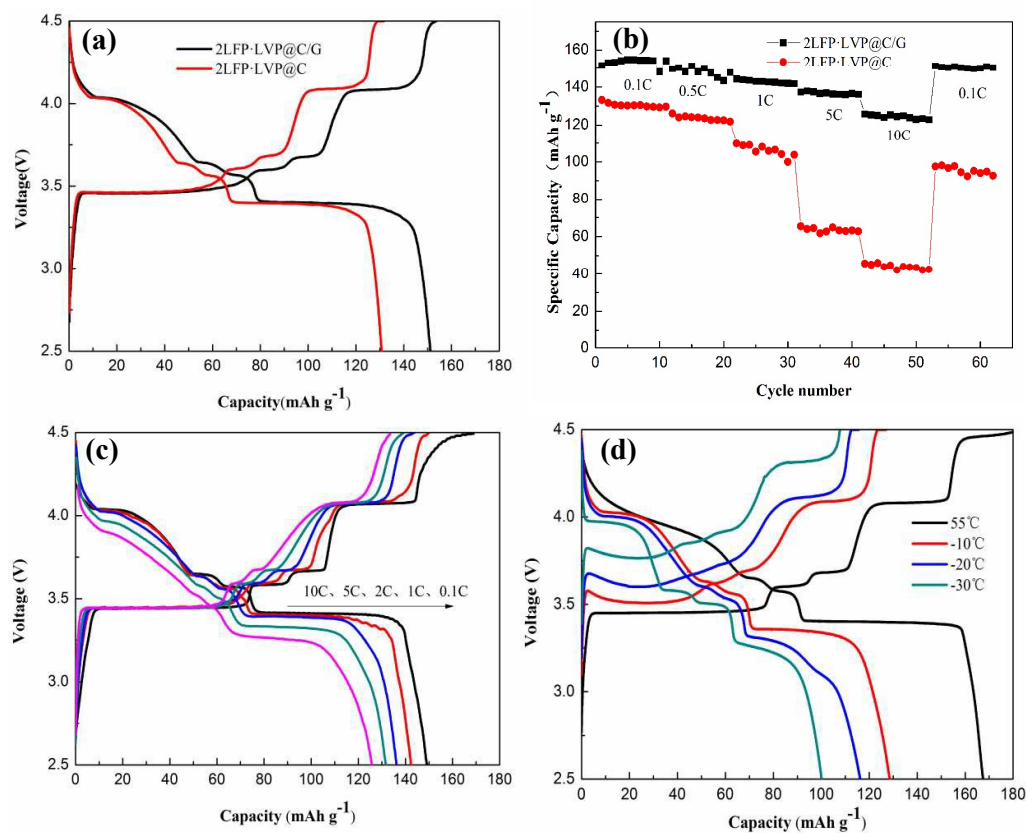 (a)
2LFP·LVP@C/G
2LFP·LVP@C
Voltage(V)
4.5
4.0
3.5
3.0
2.5
0 20 40 60 80 100 120 140 160 180
Capacity(mAh g-1)
(b)
2LFP·LVP@C/G
2LFP·LVP@C
Speccific Capacity（mAh g-1）
160
140
120
100
80
60
40
20
0
0.1C 0.5C 1C 5C 10C 0.1C
0 10 20 30 40 50 60
Cycle number
(c)
Voltage (V)
4.5
4.0
3.5
3.0
2.5
10C、5C、2C、1C、0.1C
0 20 40 60 80 100 120 140 160 180
Capacity (mAh g-1)
(d)
Voltage (V)
4.5
4.0
3.5
3.0
2.5
55℃
-10℃
-20℃
-30℃
0 20 40 60 80 100 120 140 160 180
Capacity (mAh g-1)